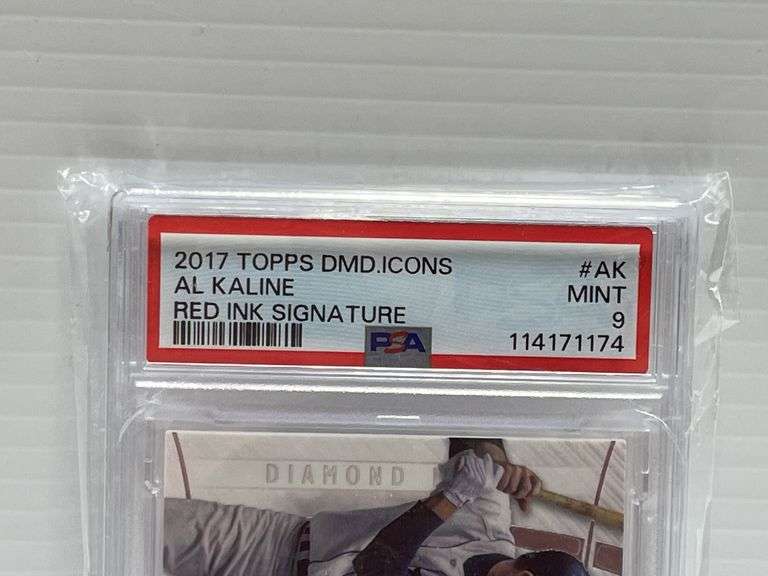 2017 TOPPS DMD.ICONS #AK
AL KALINE MINT
RED INK SIGNATURE 9
PSA 114171174
DIAMOND